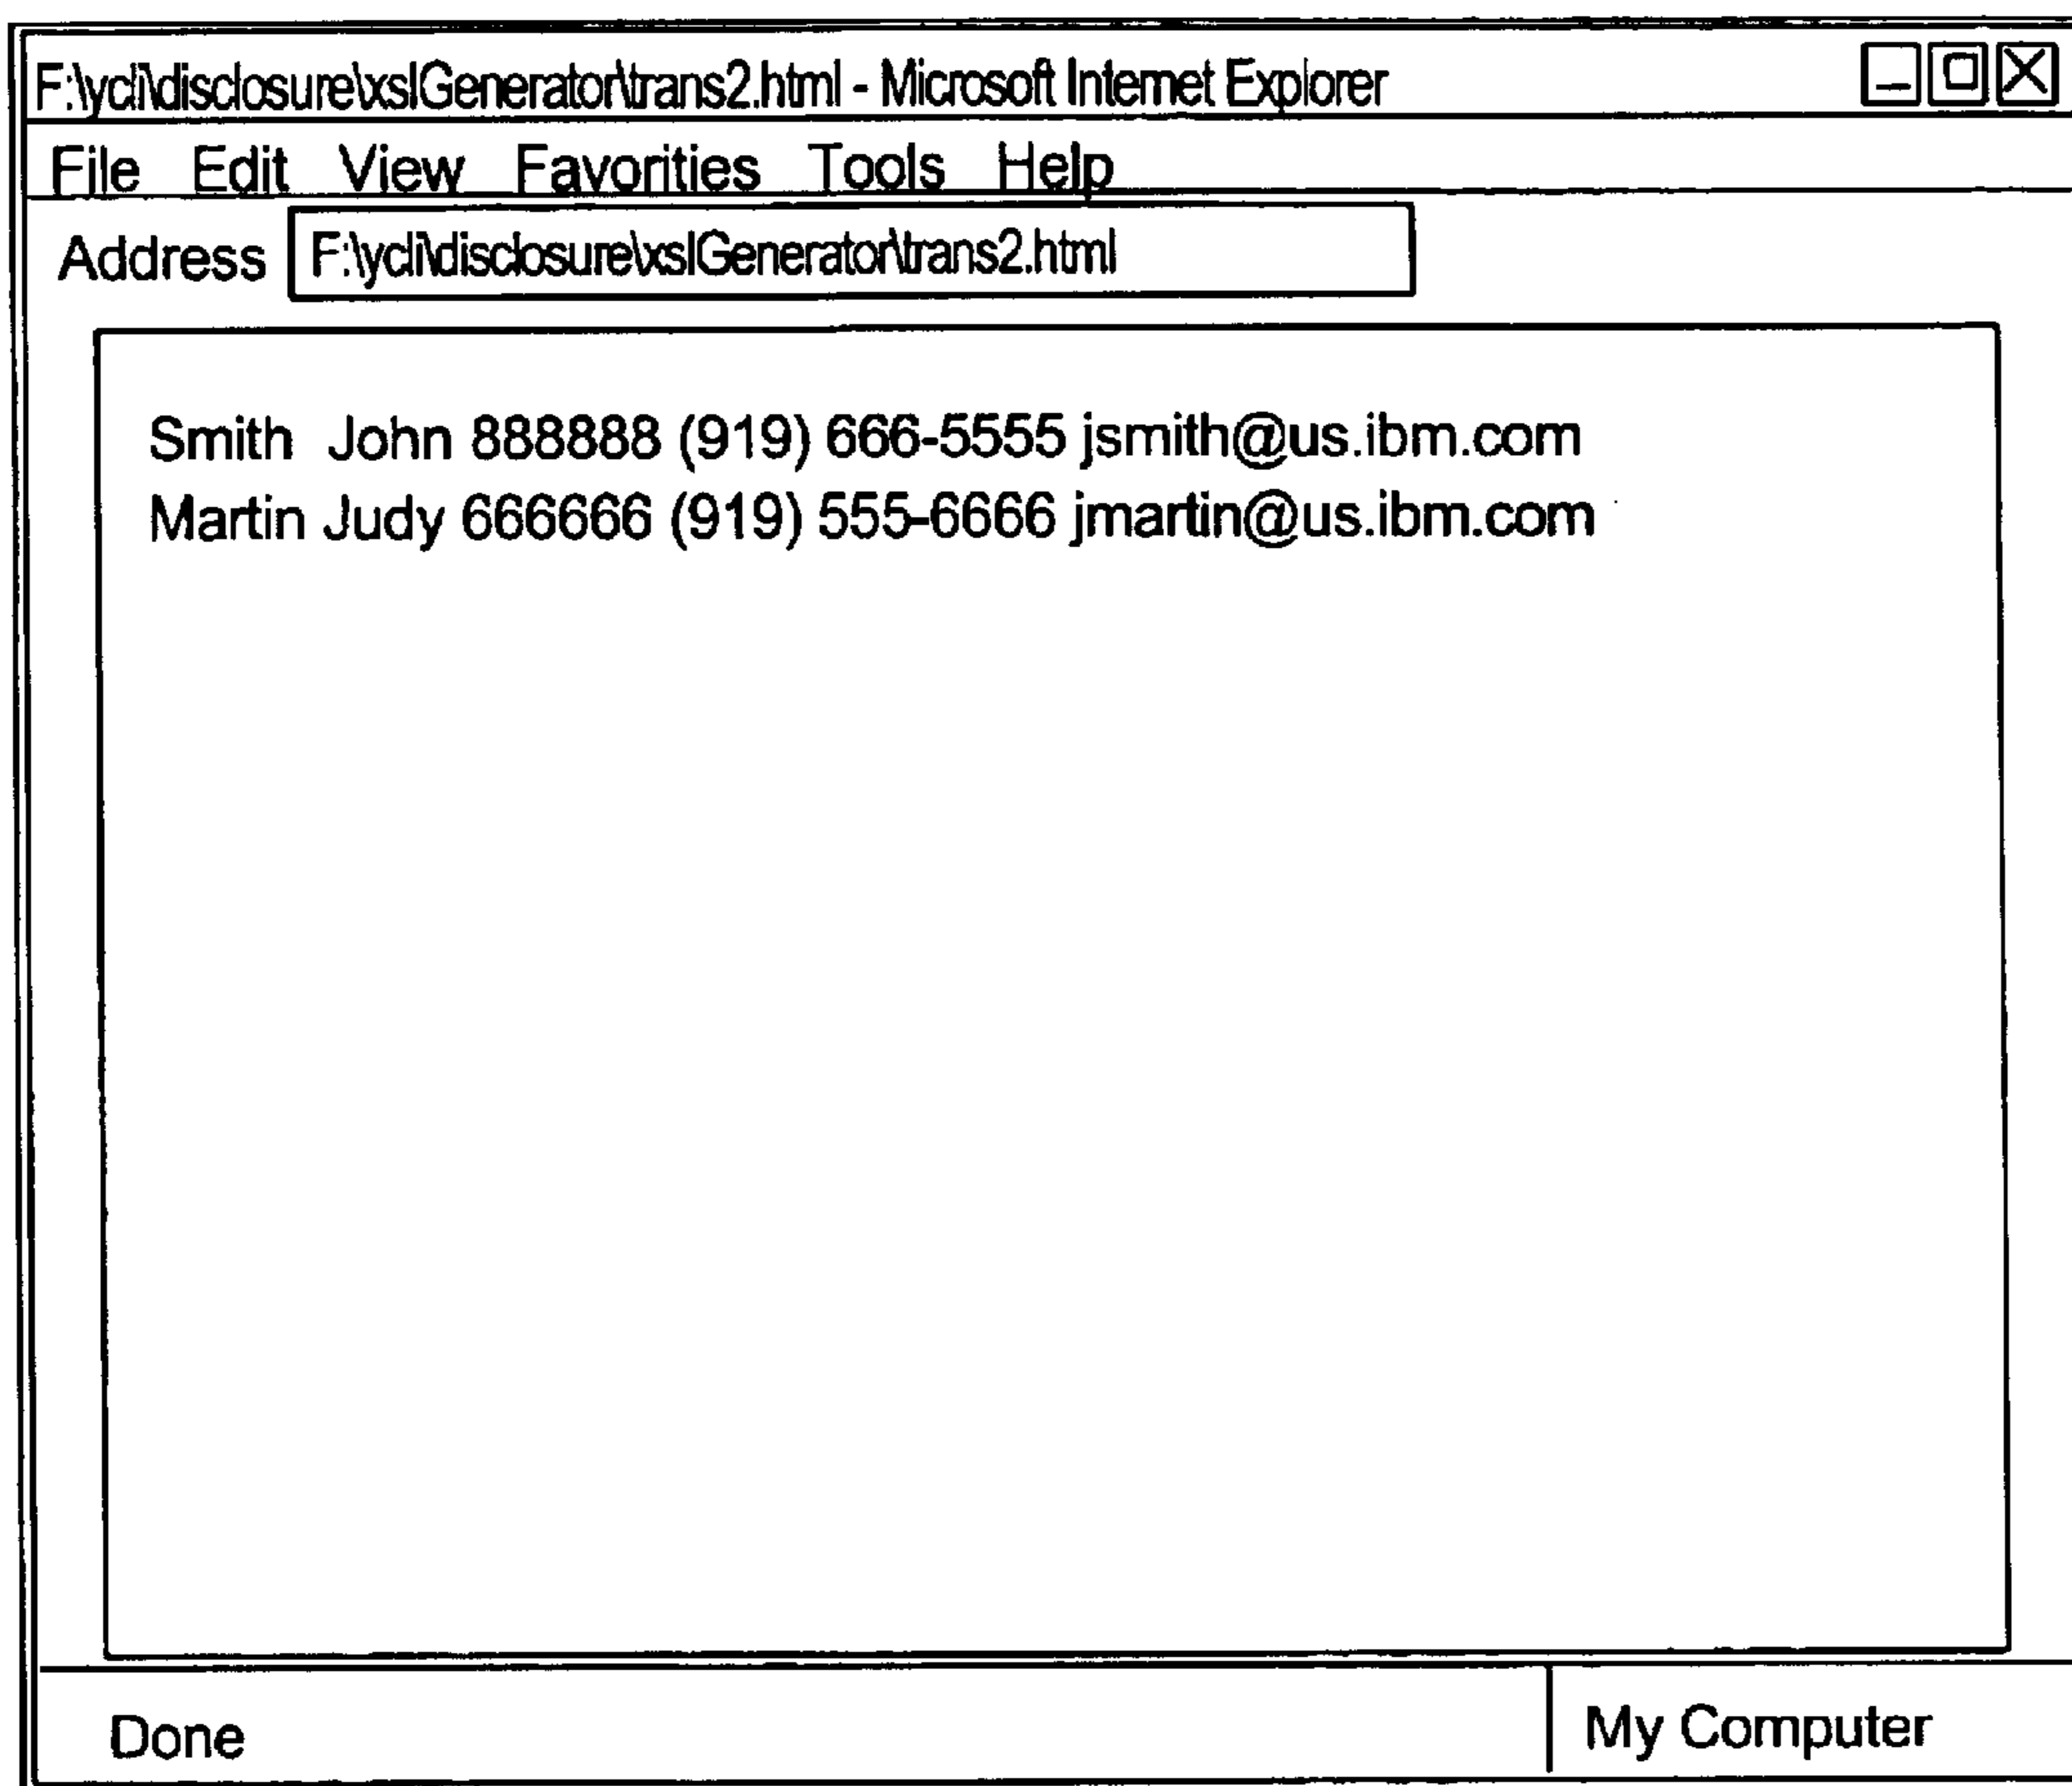 F:\ycli\disclosure\xslGenerator\trans2.html - Microsoft Internet Explorer
File Edit View Favorities Tools Help
Address F:\ycli\disclosure\xslGenerator\trans2.html
Smith John 888888 (919) 666-5555 jsmith@us.ibm.com
Martin Judy 666666 (919) 555-6666 jmartin@us.ibm.com
Done My Computer